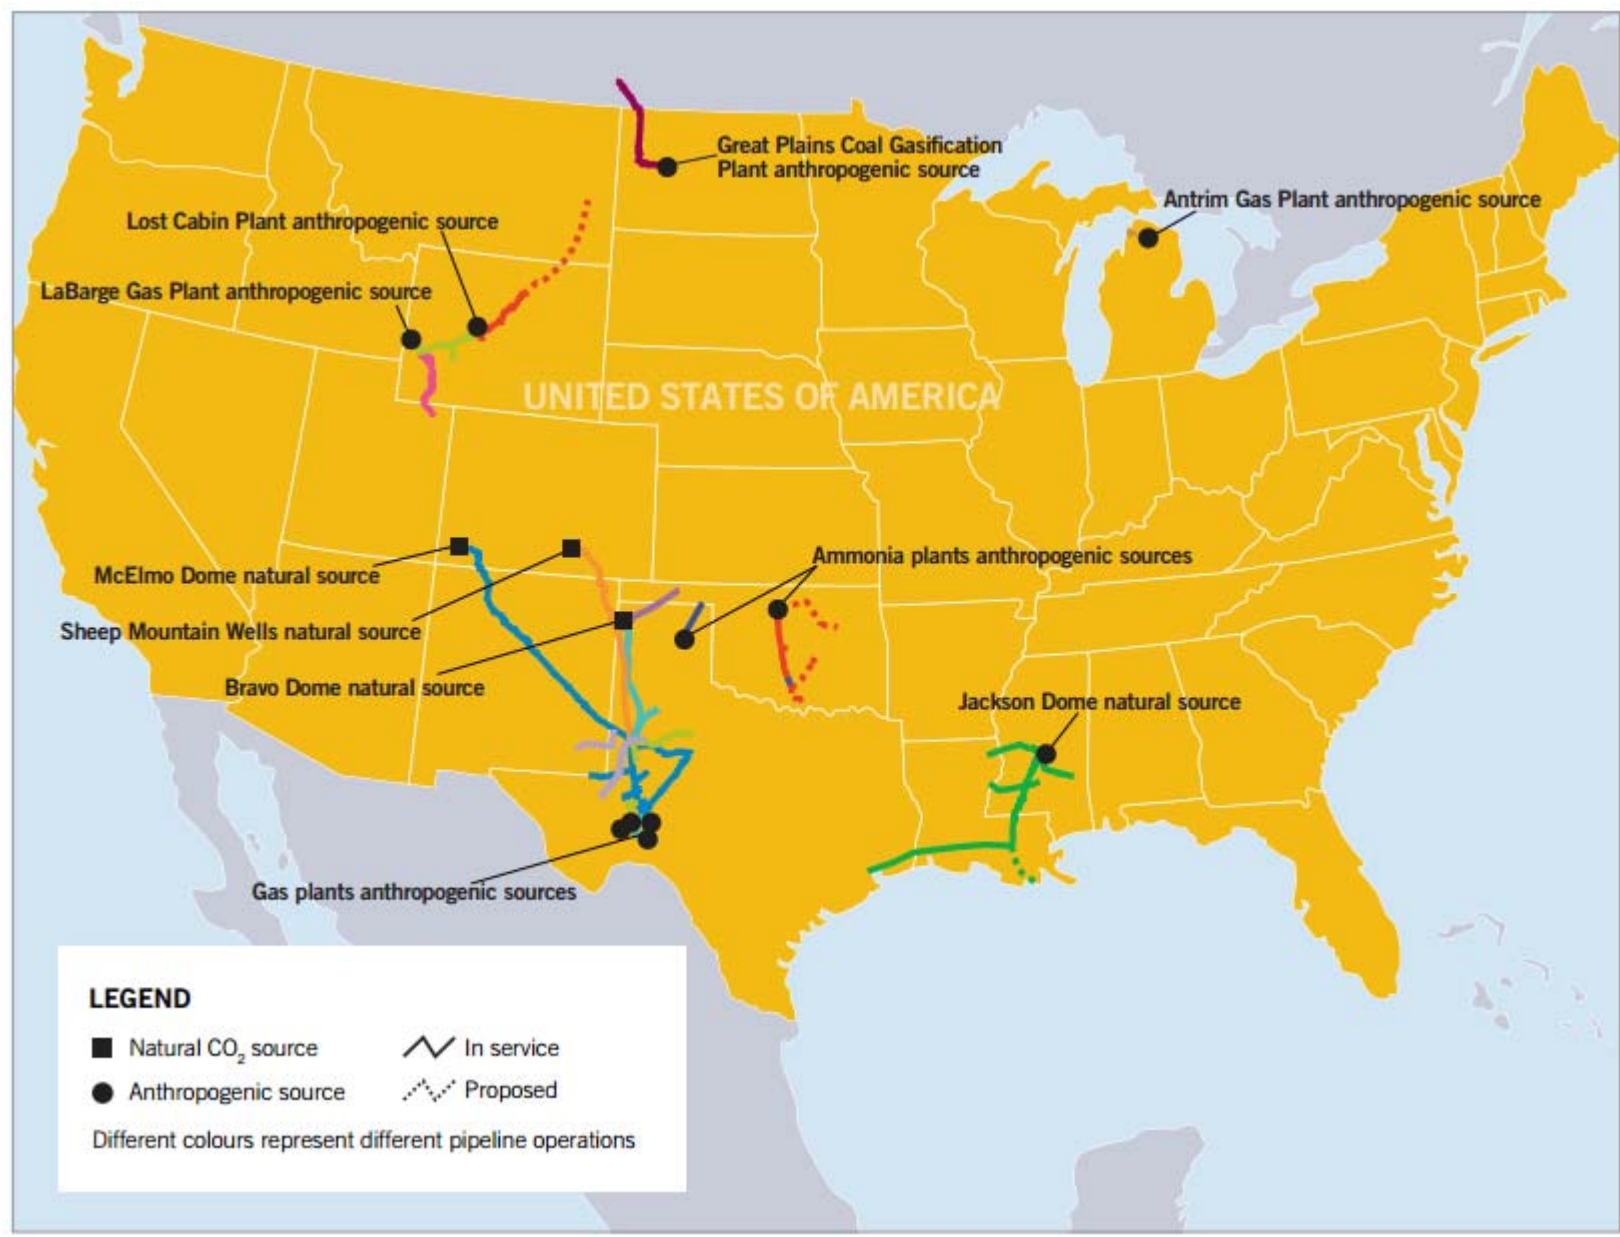 Great Plains Coal Gasification
Plant anthropogenic source
Antrim Gas Plant anthropogenic source
Lost Cabin Plant anthropogenic source
LaBarge Gas Plant anthropogenic source
UNITED STATES OF AMERICA
Ammonia plants anthropogenic sources
McElmo Dome natural source
Sheep Mountain Wells natural source
Bravo Dome natural source
Jackson Dome natural source
Gas plants anthropogenic sources
LEGEND
Natural CO₂ source
In service
Anthropogenic source
Proposed
Different colours represent different pipeline operations